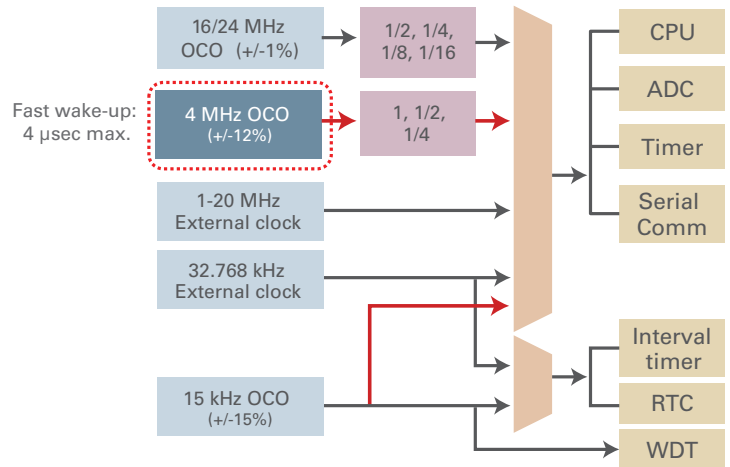 16/24 MHz
OCO (+/-1%)
1/2, 1/4,
1/8, 1/16
CPU
ADC
Fast wake-up:
4 µsec max.
4 MHz OCO
(+/-12%)
1, 1/2,
1/4
Timer
1-20 MHz
External clock
Serial
Comm
32.768 kHz
External clock
Interval
timer
15 kHz OCO
(+/-15%)
RTC
WDT